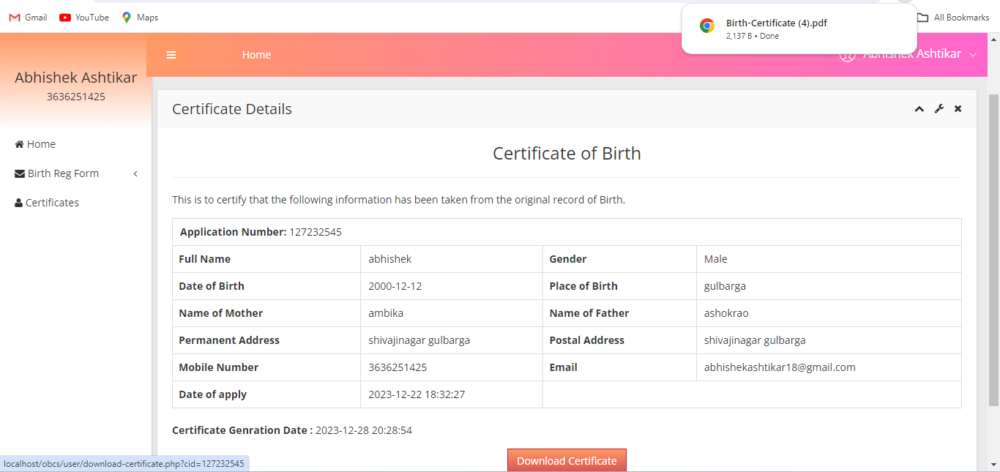 Gmail YouTube Maps
All Bookmarks
Birth-Certificate (4).pdf
2,137 B • Done
Home
Abhishek Ashtikar
Abhishek Ashtikar
3636251425
Home
Birth Reg Form
Certificates
Certificate Details
Certificate of Birth
This is to certify that the following information has been taken from the original record of Birth.
Application Number: 127232545
Full Name abhishek Gender Male
Date of Birth 2000-12-12 Place of Birth gulbarga
Name of Mother ambika Name of Father ashokrao
Permanent Address shivajinagar gulbarga Postal Address shivajinagar gulbarga
Mobile Number 3636251425 Email abhishekashtikar18@gmail.com
Date of apply 2023-12-22 18:32:27
Certificate Genration Date : 2023-12-28 20:28:54
Download Certificate
localhost/obcs/user/download-certificate.php?cid=127232545